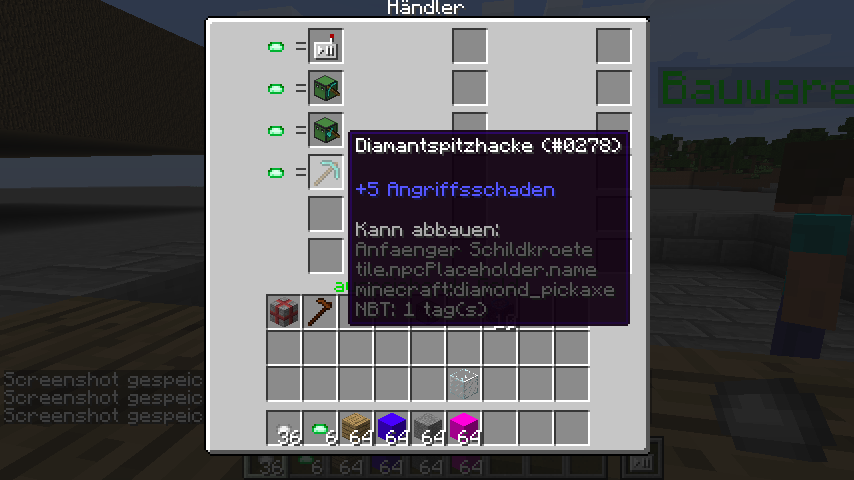 Händler
=
=
=
=
Bauware
Diamantspitzhacke (#0278)
+5 Angriffsschaden
Kann abbauen:
Anfaenger Schildkroete
tile.npcPlaceholder.name
minecraft:diamond_pickaxe
NBT: 1 tag(s)
Screenshot gespeic
Screenshot gespeic
Screenshot gespeic
36 6 64 64 64 64
36 6 64 64 64 64